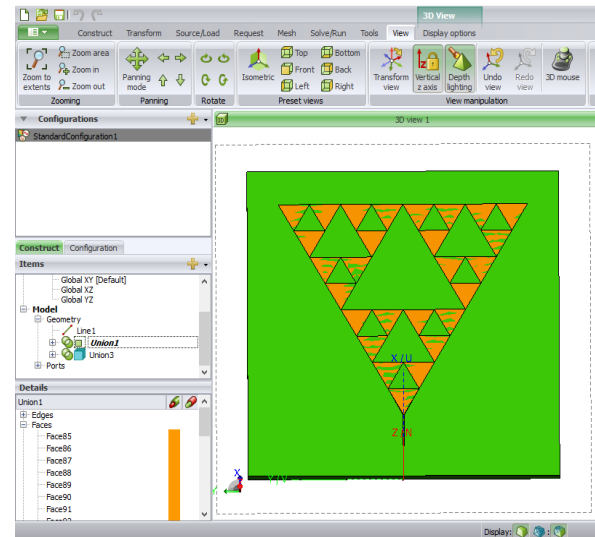 3D View
Construct Transform Source/Load Request Mesh Solve/Run Tools View Display options
Zoom to extents
Zoom area
Zoom in
Zoom out
Zooming
Panning mode
Panning
Rotate
Isometric
Top Bottom
Front Back
Left Right
Preset views
Transform view
Vertical z axis
Depth lighting
Undo view
Redo view
3D mouse
View manipulation
Configurations
StandardConfiguration1
3D view 1
Construct Configuration
Items
Global XY [Default]
Global XZ
Global YZ
Model
Geometry
Line1
Union1
Union3
Ports
Details
Union1
Edges
Faces
Face85
Face86
Face87
Face88
Face89
Face90
Face91
X / U
Z / N
X
Y / V
Display: